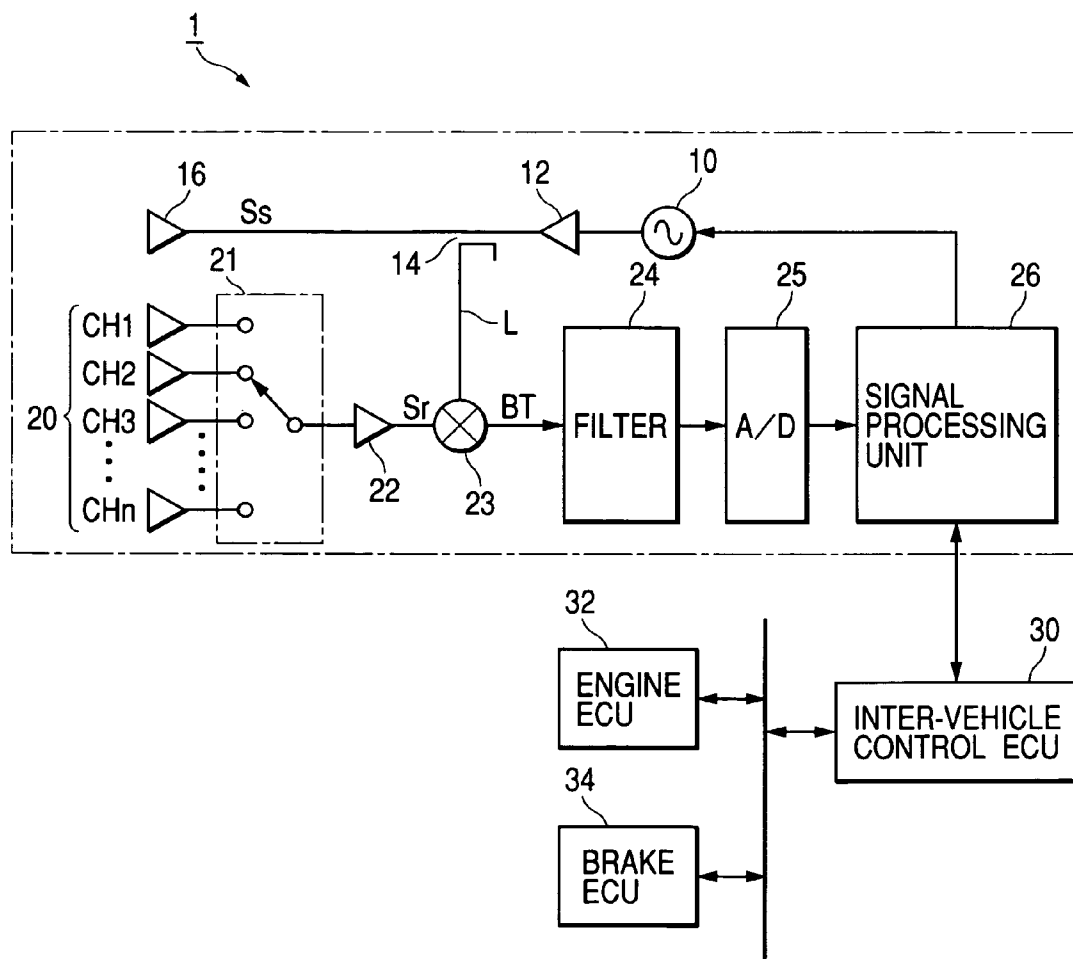 1
16
Ss
12
10
14
21
24
25
26
L
CH1
CH2
20
CH3
CHn
Sr
BT
22
23
FILTER
A/D
SIGNAL
PROCESSING
UNIT
32
ENGINE
ECU
30
INTER-VEHICLE
CONTROL ECU
34
BRAKE
ECU